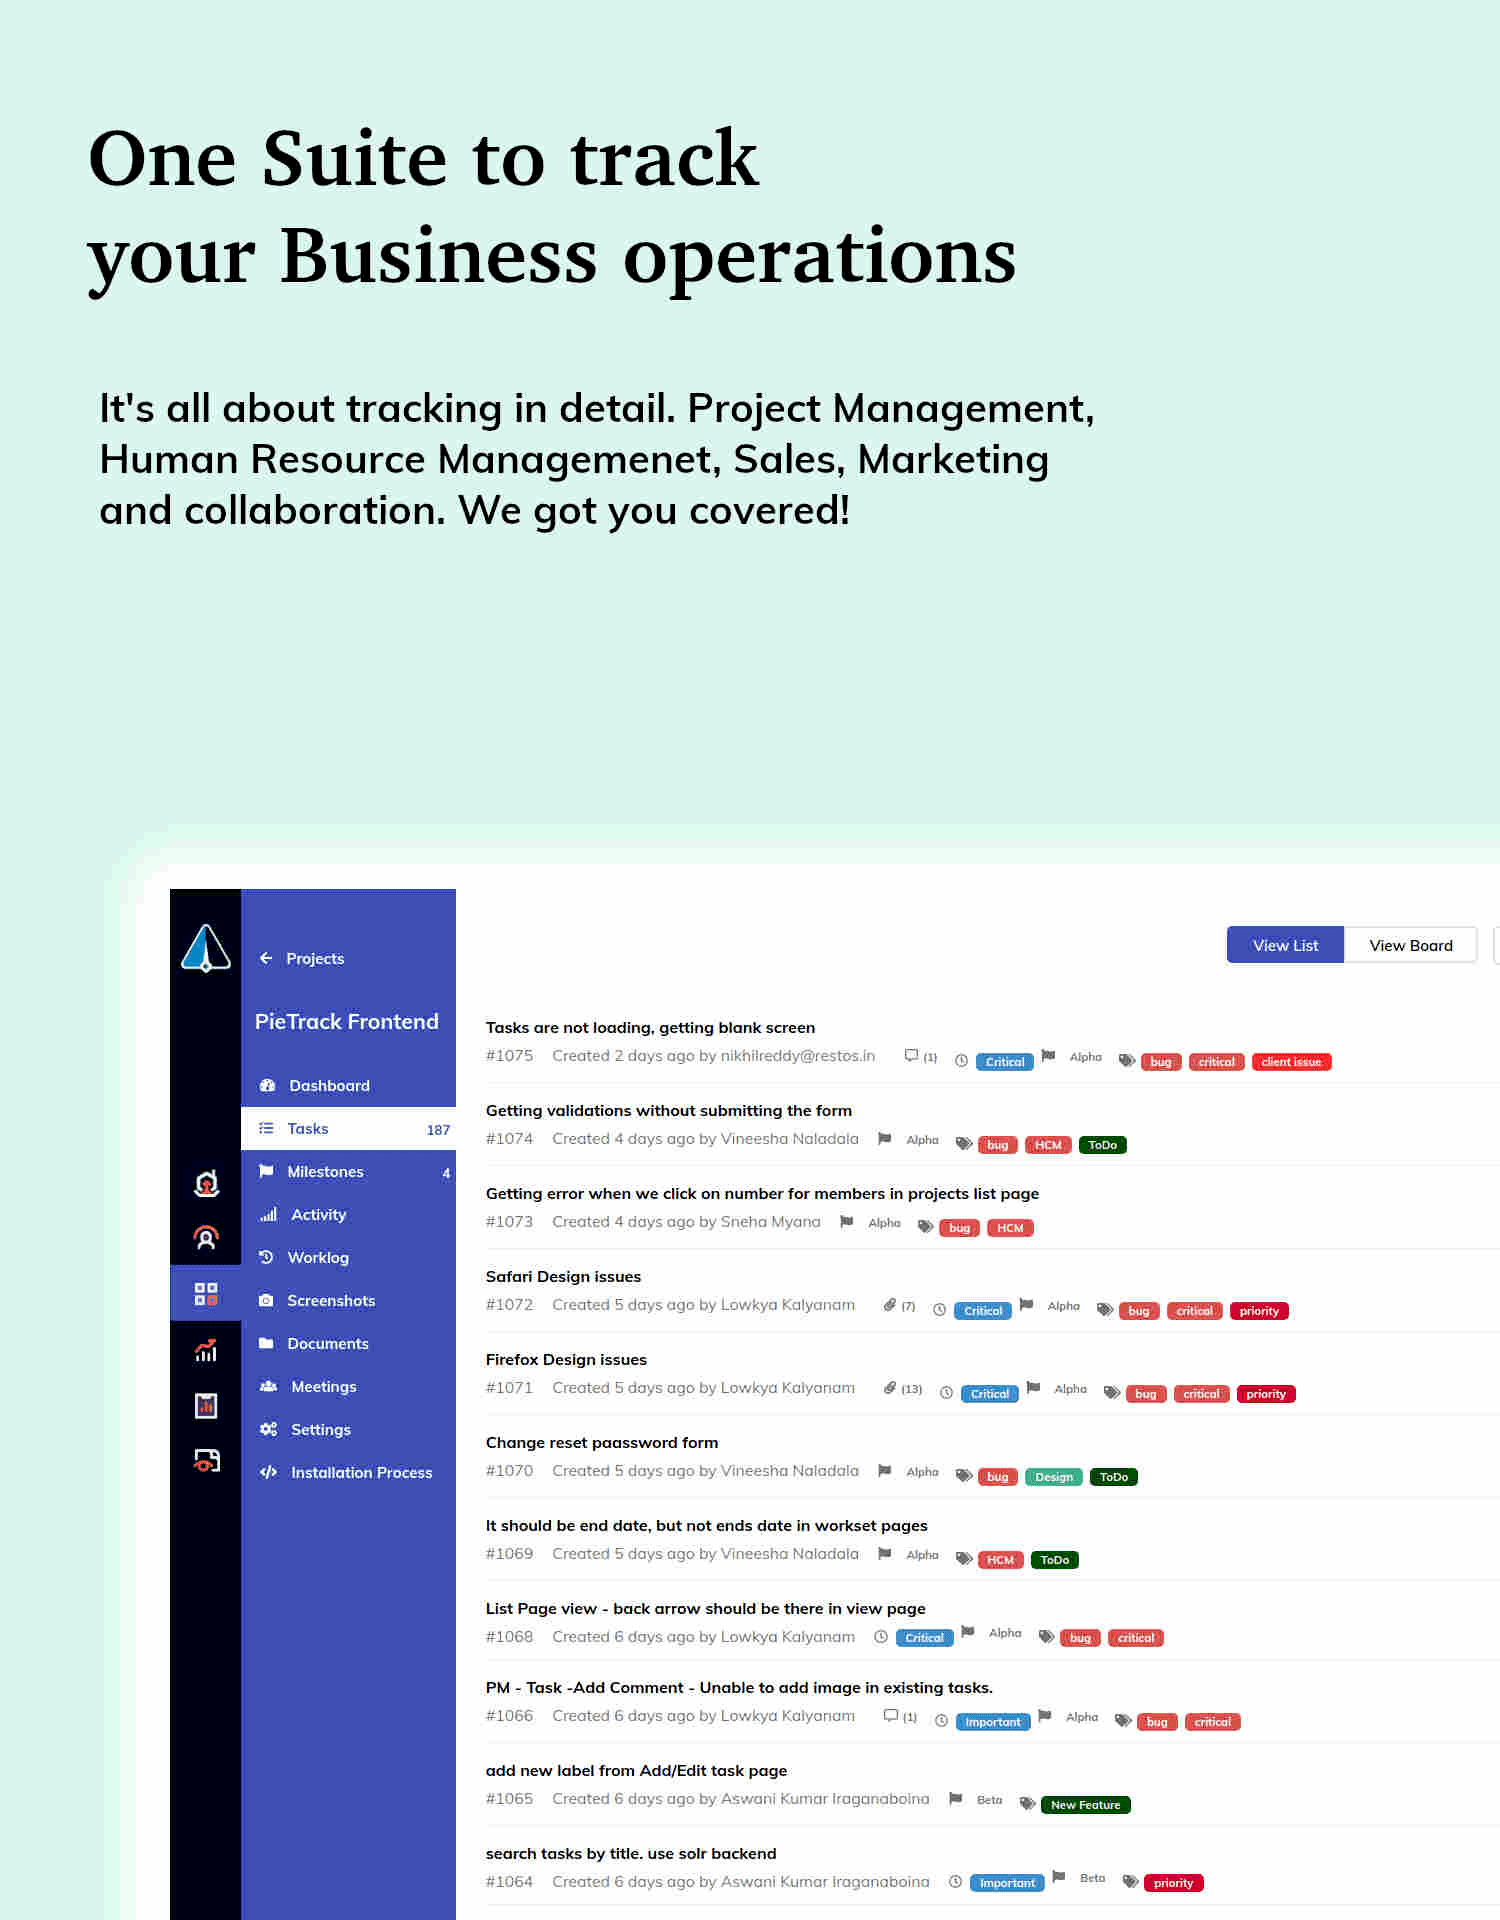 One Suite to track
your Business operations
It's all about tracking in detail. Project Management,
Human Resource Managemenet, Sales, Marketing
and collaboration. We got you covered!
Projects
PieTrack Frontend
Dashboard
Tasks 187
Milestones 4
Activity
Worklog
Screenshots
Documents
Meetings
Settings
Installation Process
View List View Board
Tasks are not loading, getting blank screen
#1075 Created 2 days ago by nikhilreddy@restos.in (1) Critical Alpha bug critical client issue
Getting validations without submitting the form
#1074 Created 4 days ago by Vineesha Naladala Alpha bug HCM ToDo
Getting error when we click on number for members in projects list page
#1073 Created 4 days ago by Sneha Myana Alpha bug HCM
Safari Design issues
#1072 Created 5 days ago by Lowkya Kalyanam (7) Critical Alpha bug critical priority
Firefox Design issues
#1071 Created 5 days ago by Lowkya Kalyanam (13) Critical Alpha bug critical priority
Change reset paassword form
#1070 Created 5 days ago by Vineesha Naladala Alpha bug Design ToDo
It should be end date, but not ends date in workset pages
#1069 Created 5 days ago by Vineesha Naladala Alpha HCM ToDo
List Page view - back arrow should be there in view page
#1068 Created 6 days ago by Lowkya Kalyanam Critical Alpha bug critical
PM - Task -Add Comment - Unable to add image in existing tasks.
#1066 Created 6 days ago by Lowkya Kalyanam (1) Important Alpha bug critical
add new label from Add/Edit task page
#1065 Created 6 days ago by Aswani Kumar Iraganaboina Beta New Feature
search tasks by title. use solr backend
#1064 Created 6 days ago by Aswani Kumar Iraganaboina Important Beta priority